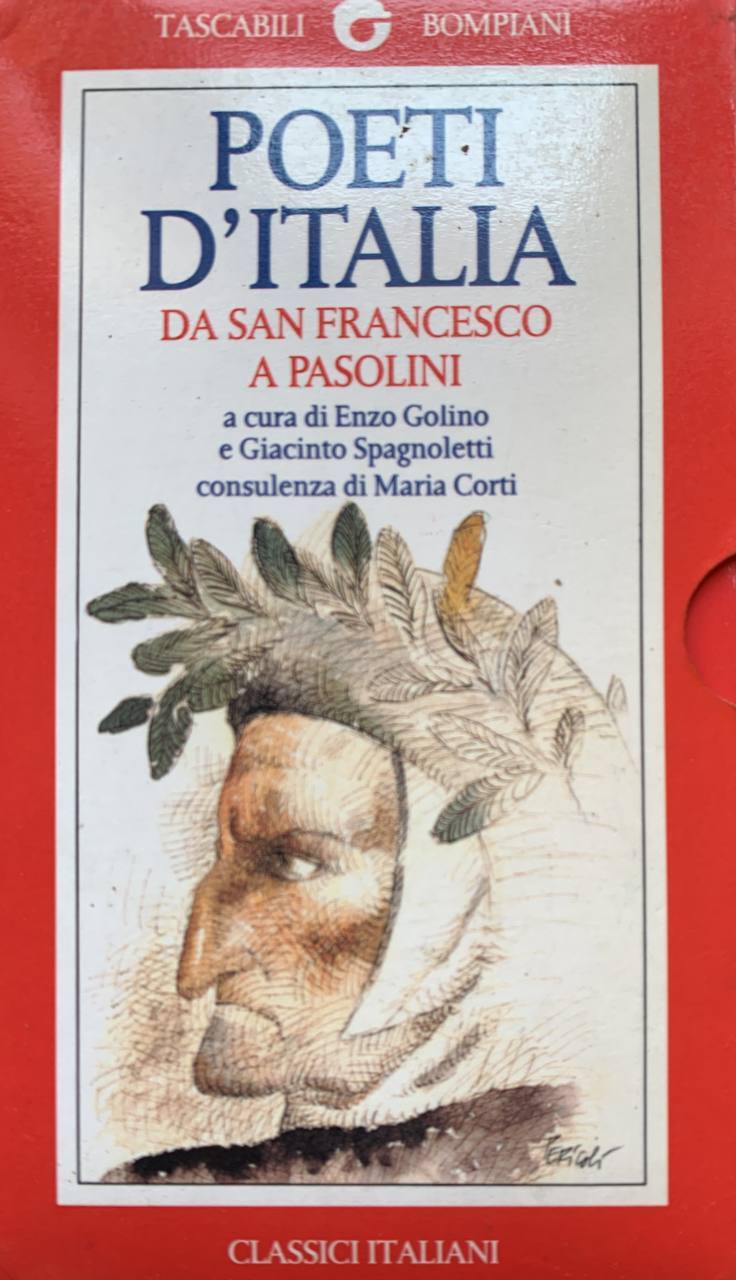 TASCABILI BOMPIANI
POETI
D'ITALIA
DA SAN FRANCESCO
A PASOLINI
a cura di Enzo Golino
e Giacinto Spagnoletti
consulenza di Maria Corti
Pericoli
CLASSICI ITALIANI